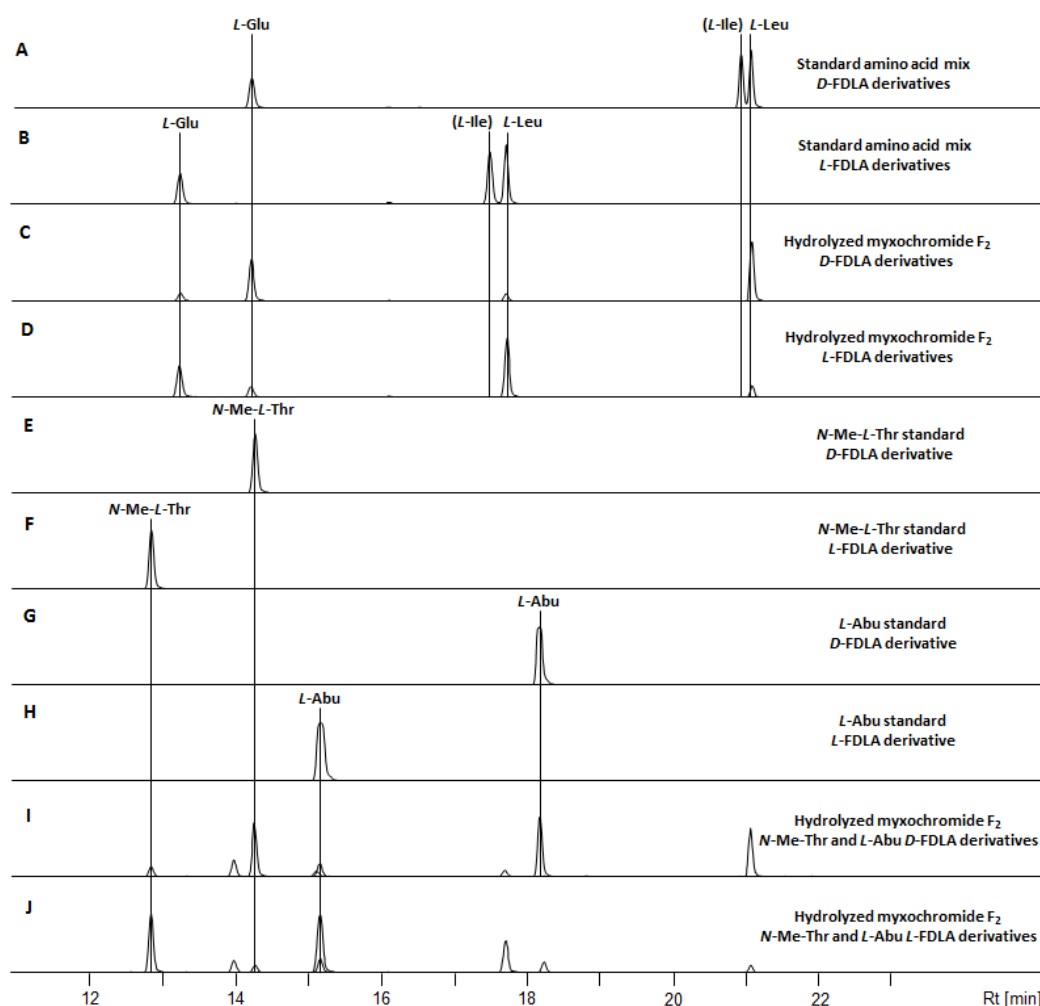 L-Glu
(L-Ile) L-Leu
A
Standard amino acid mix
D-FDLA derivatives
L-Glu
(L-Ile) L-Leu
B
Standard amino acid mix
L-FDLA derivatives
C
Hydrolyzed myxochromide F₂
D-FDLA derivatives
D
Hydrolyzed myxochromide F₂
L-FDLA derivatives
N-Me-L-Thr
E
N-Me-L-Thr standard
D-FDLA derivative
N-Me-L-Thr
F
N-Me-L-Thr standard
L-FDLA derivative
L-Abu
G
L-Abu standard
D-FDLA derivative
L-Abu
H
L-Abu standard
L-FDLA derivative
I
Hydrolyzed myxochromide F₂
N-Me-Thr and L-Abu D-FDLA derivatives
J
Hydrolyzed myxochromide F₂
N-Me-Thr and L-Abu L-FDLA derivatives
12 14 16 18 20 22 Rt [min]